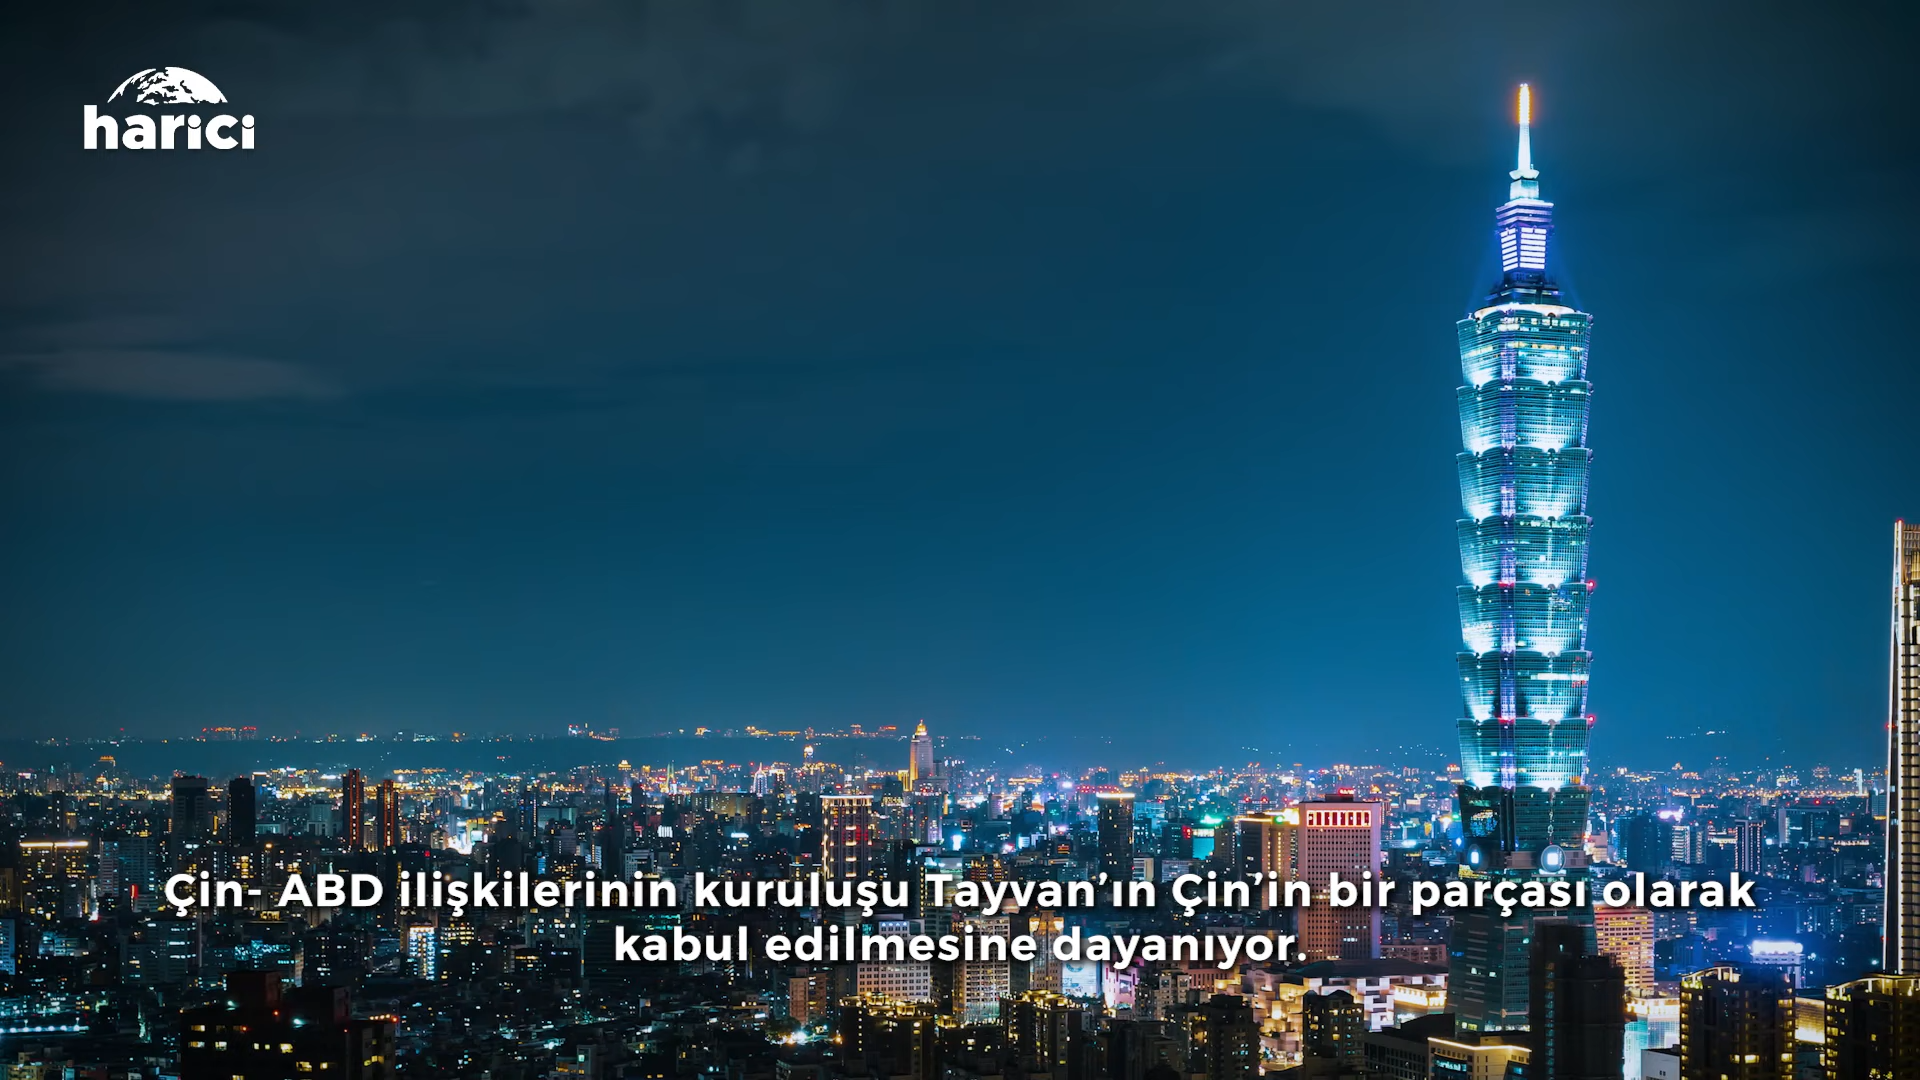 harici
Çin- ABD ilişkilerinin kuruluşu Tayvan’ın Çin’in bir parçası olarak
kabul edilmesine dayanıyor.